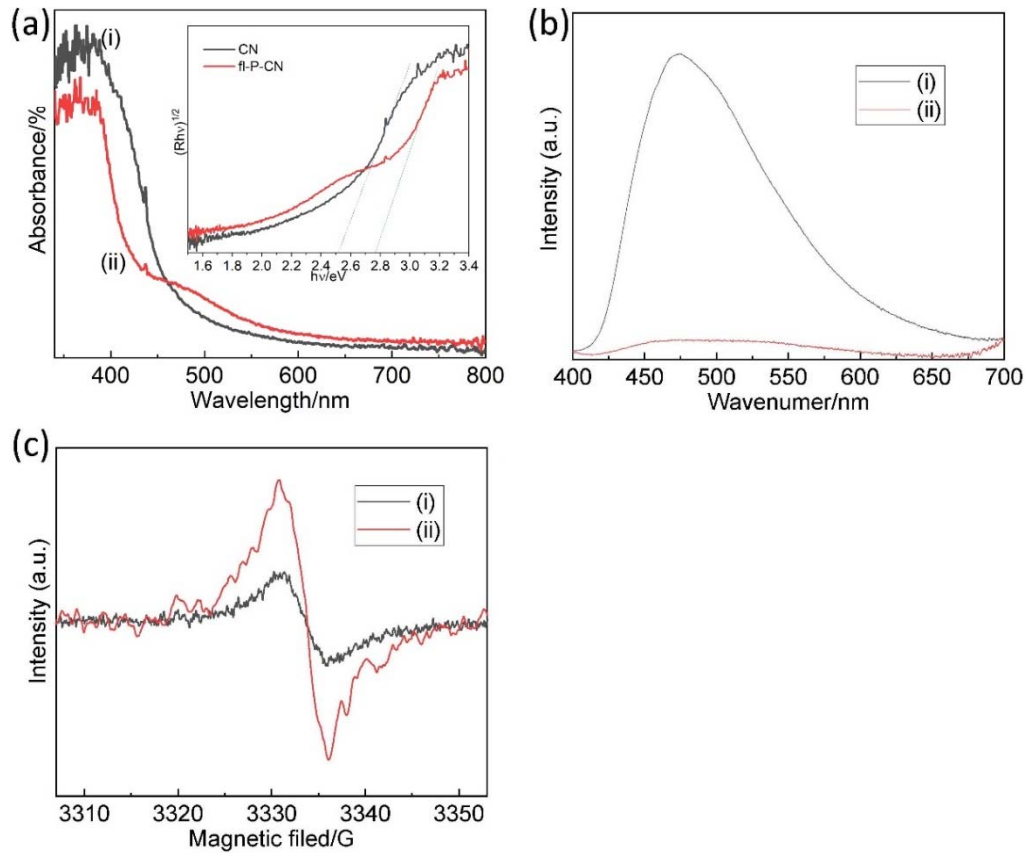 (a)
(i)
(ii)
Absorbance/%
400 500 600 700 800
Wavelength/nm
CN
fl-P-CN
(Rhν)1/2
1.6 1.8 2.0 2.2 2.4 2.6 2.8 3.0 3.2 3.4
hν/eV
(b)
(i)
(ii)
Intensity (a.u.)
400 450 500 550 600 650 700
Wavenumer/nm
(c)
(i)
(ii)
Intensity (a.u.)
3310 3320 3330 3340 3350
Magnetic filed/G